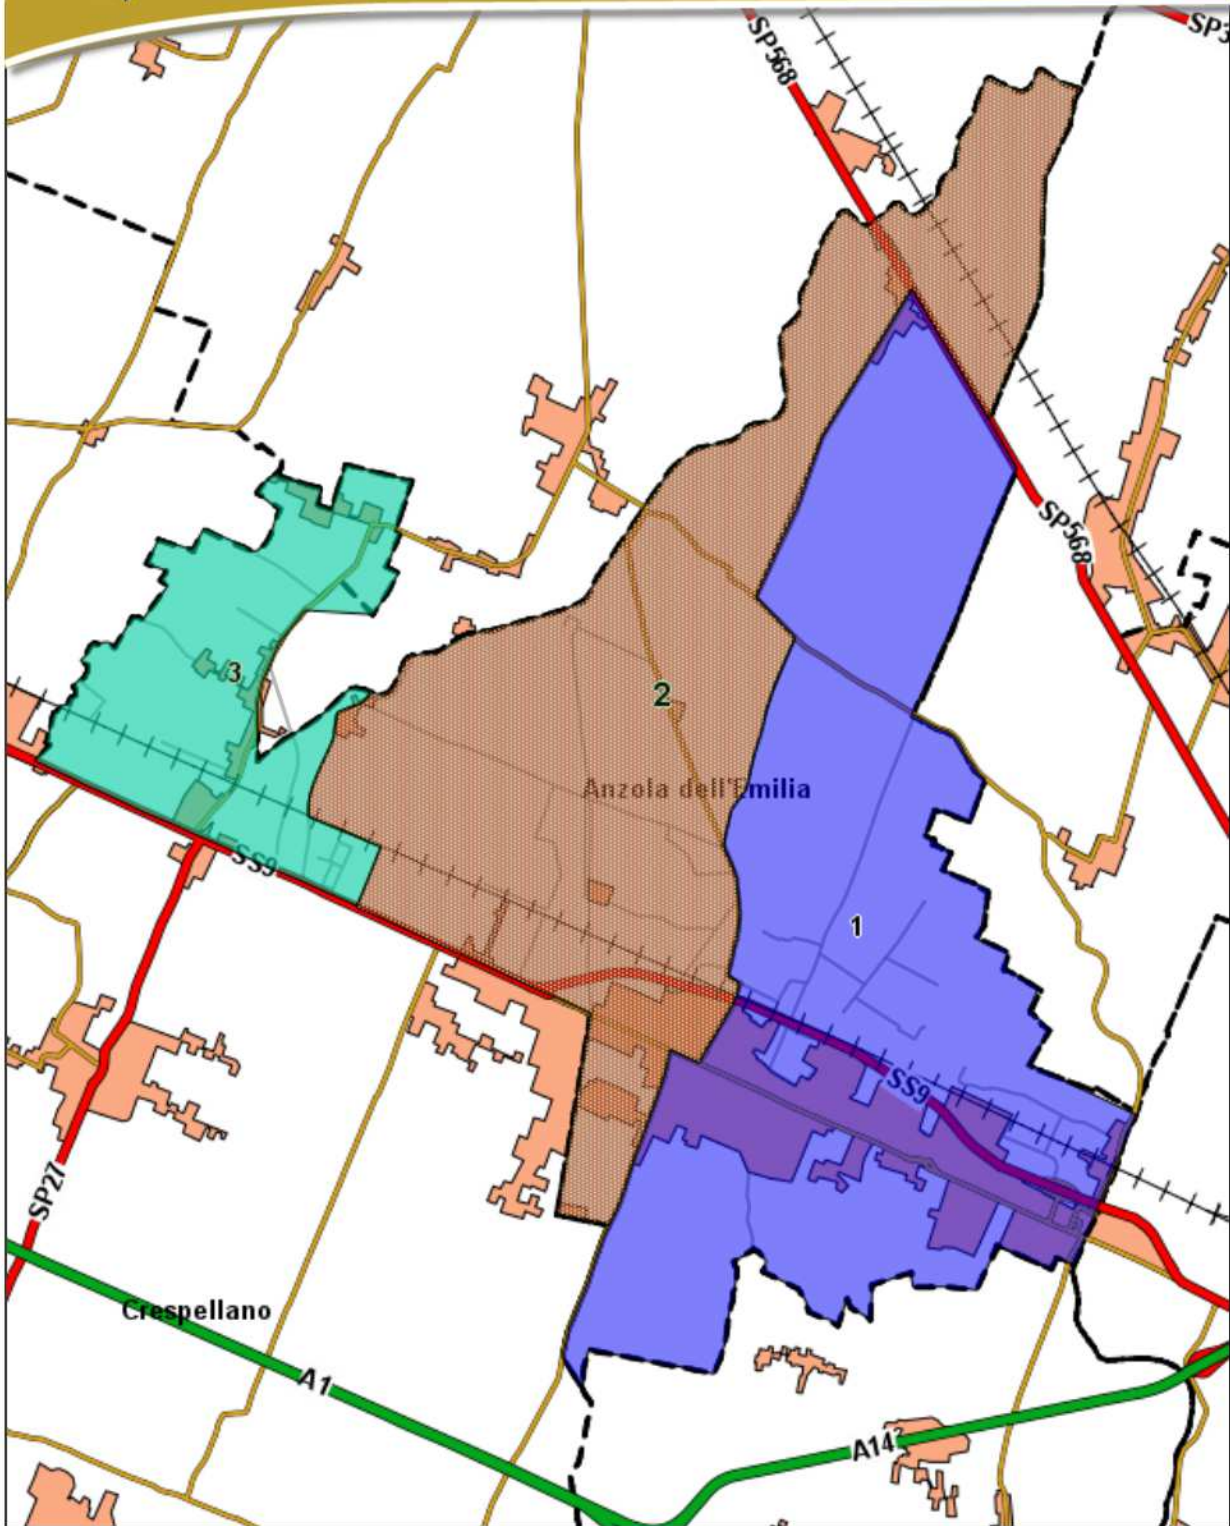 SP568
SP3
SP568
3
2
Anzola dell'Emilia
SS9
1
SS9
SP27
Crespellano
A1
A14